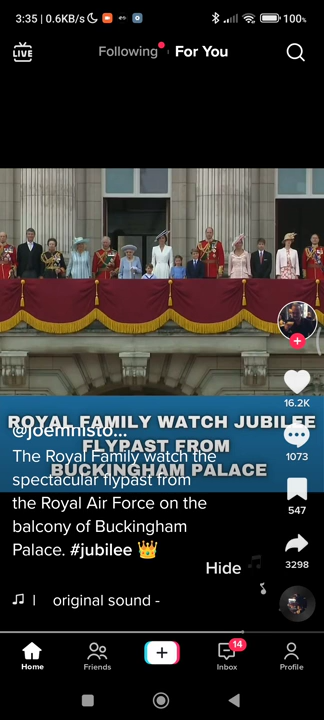 3:35 | 0.6KB/s
100%
LIVE
Following
For You
ROYAL FAMILY WATCH JUBILEE
FLYPAST FROM
BUCKINGHAM PALACE
The Royal Family watch the
spectacular flypast from
the Royal Air Force on the
balcony of Buckingham
Palace. #jubilee 👑
Hide
original sound -
16.2K
1073
547
3298
Home
Friends
Inbox
14
Profile